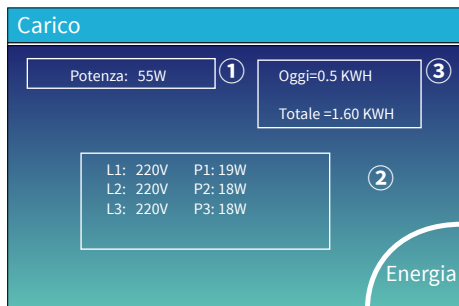 Carico
Potenza: 55W ①
Oggi=0.5 KWH ③
Totale =1.60 KWH
L1: 220V P1: 19W
L2: 220V P2: 18W
L3: 220V P3: 18W
②
Energia